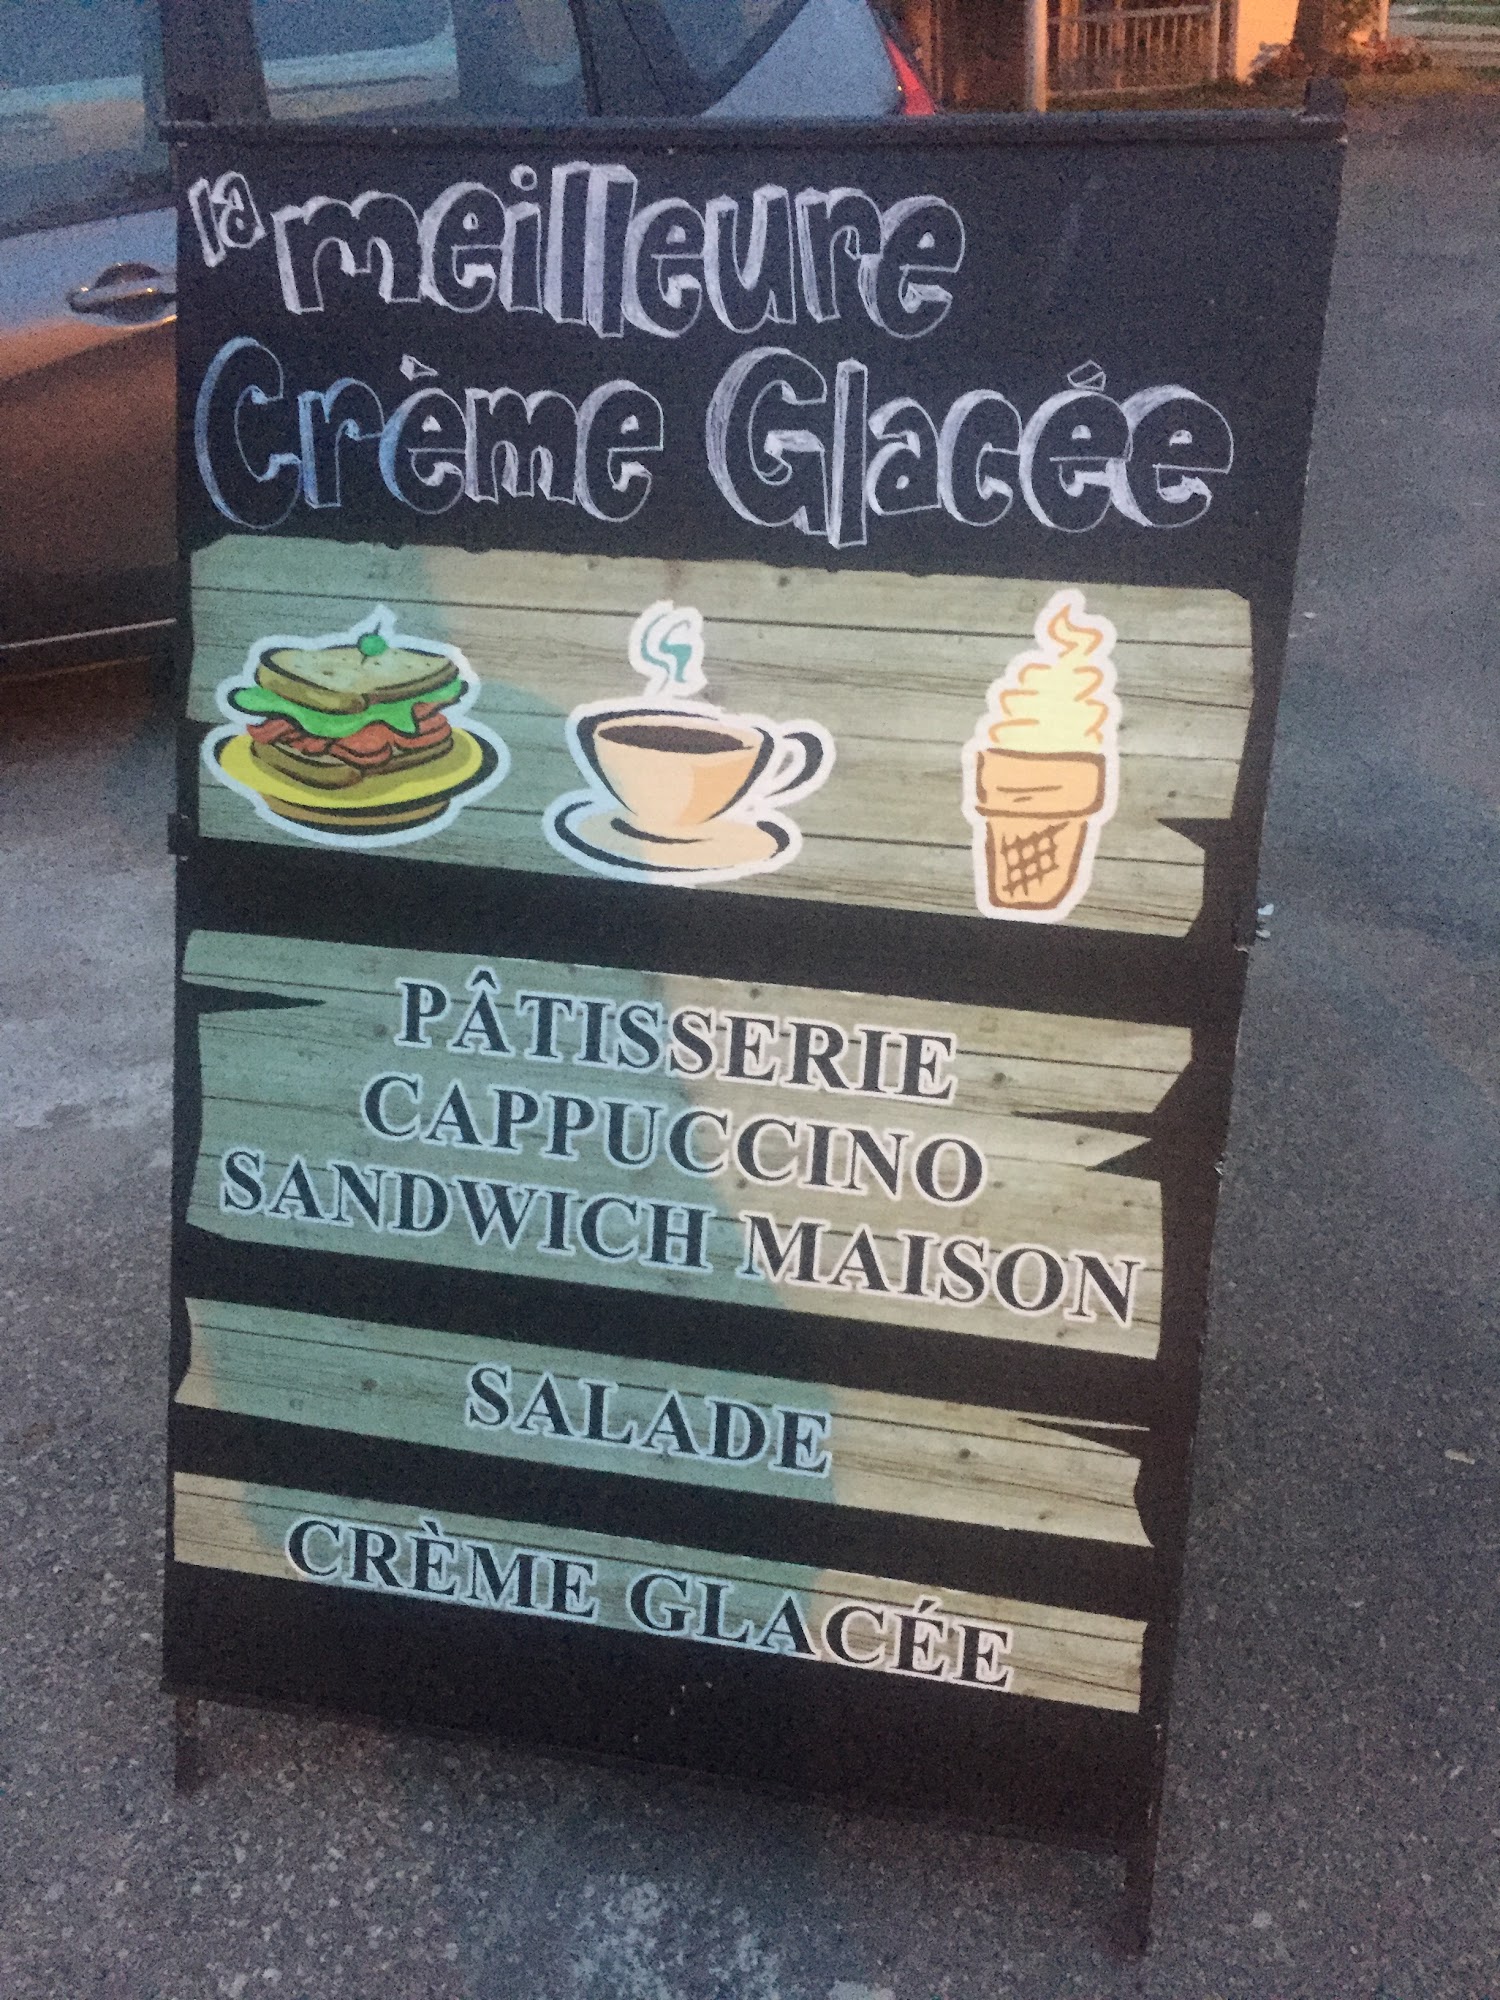 la meilleure
Crème Glacée
PÂTISSERIE
CAPPUCCINO
SANDWICH MAISON
SALADE
CRÈME GLACÉE